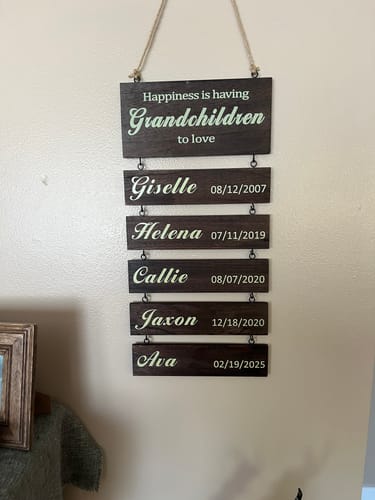 Happiness is having
Grandchildren
to love
Giselle 08/12/2007
Helena 07/11/2019
Callie 08/07/2020
Jaxon 12/18/2020
Ava 02/19/2025